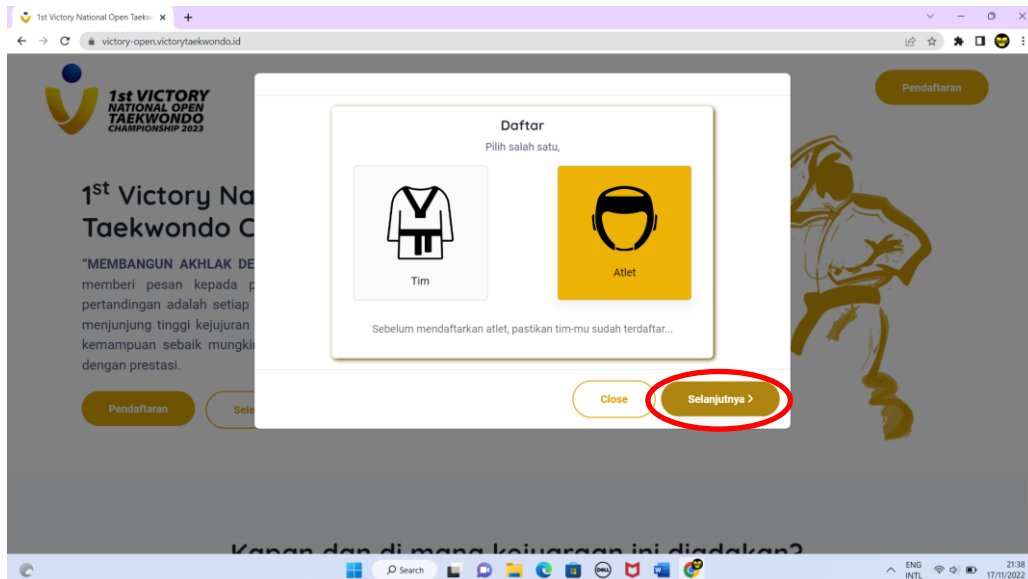 1st Victory National Open Taekw
victory-open.victorytaekwondo.id
1st VICTORY
NATIONAL OPEN
TAEKWONDO
CHAMPIONSHIP 2023
Pendaftaran
Daftar
Pilih salah satu,
Tim
Atlet
Sebelum mendaftarkan atlet, pastikan tim-mu sudah terdaftar...
Close
Selanjutnya >
1st Victory Na
Taekwondo C
"MEMBANGUN AKHLAK DE
memberi pesan kepada p
pertandingan adalah setiap
menjunjung tinggi kejujuran
kemampuan sebaik mungki
dengan prestasi.
Pendaftaran
Sele
Kapan dan di mana kejuaraan ini diadakan?
Search
DELL
ENG
INTL
21:38
17/11/2022